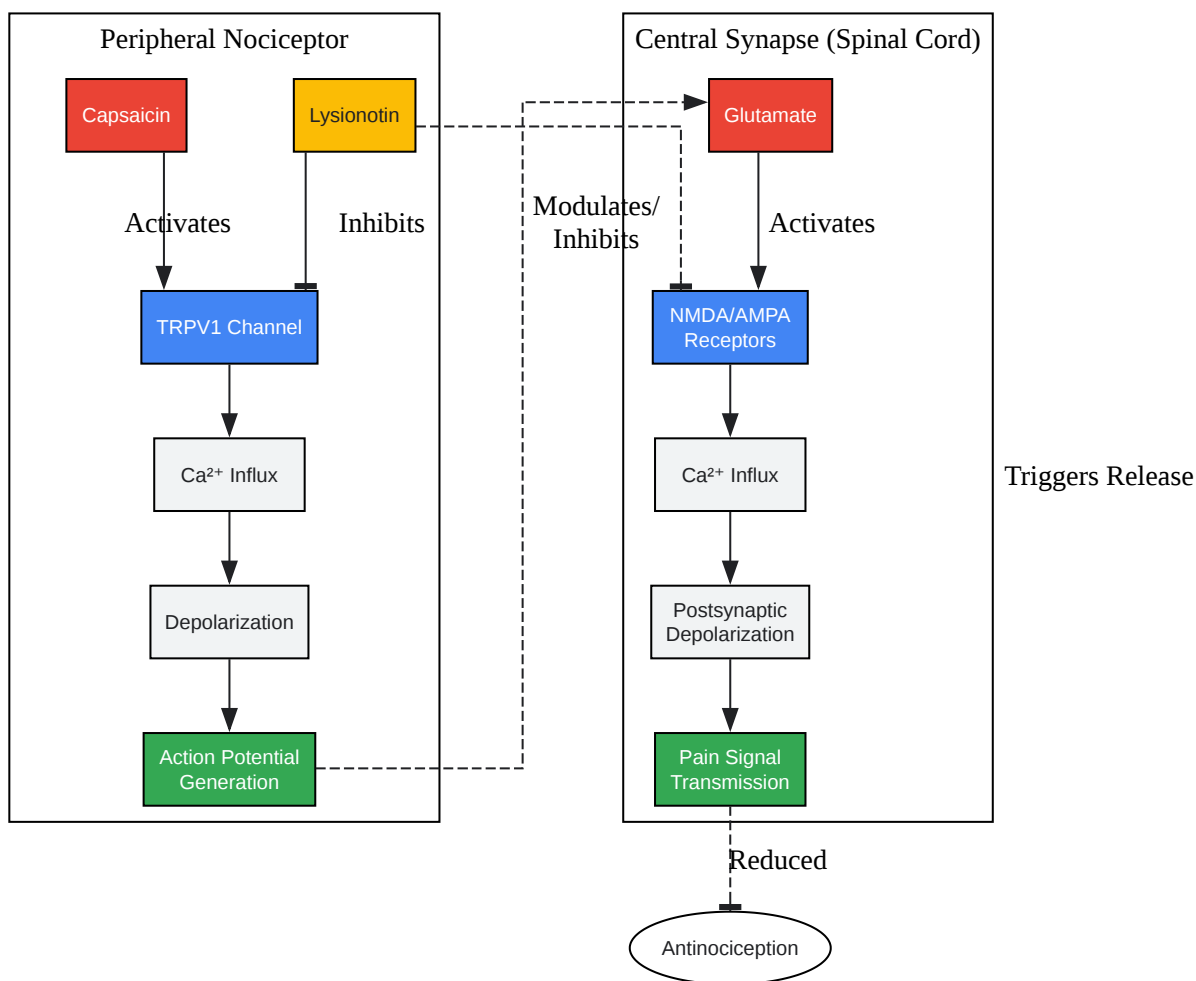 Peripheral Nociceptor
Capsaicin
Lysionotin
Activates
Inhibits
TRPV1 Channel
Ca²⁺ Influx
Depolarization
Action Potential
Generation
Modulates/
Inhibits
Central Synapse (Spinal Cord)
Glutamate
Activates
NMDA/AMPA
Receptors
Ca²⁺ Influx
Postsynaptic
Depolarization
Pain Signal
Transmission
Triggers Release
Reduced
Antinociception